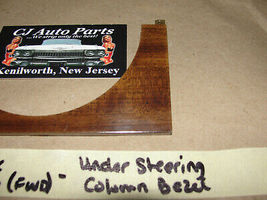 CJ Auto Parts
...We strip only the best!
Kenilworth, New Jersey
Under Steering
(FWD) - Column Bezel